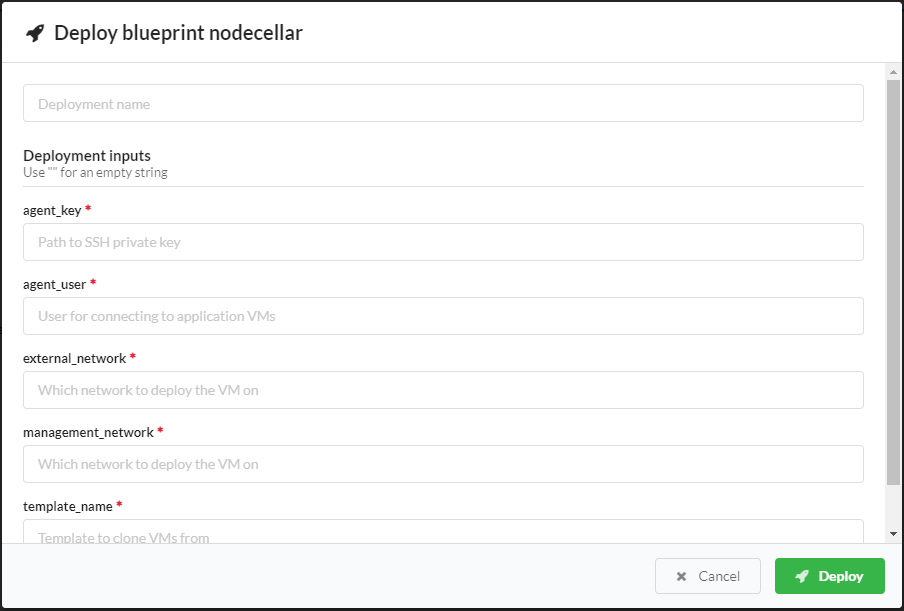 Deploy blueprint nodecellar
Deployment name
Deployment inputs
Use "" for an empty string
agent_key *
Path to SSH private key
agent_user *
User for connecting to application VMs
external_network *
Which network to deploy the VM on
management_network *
Which network to deploy the VM on
template_name *
Template to clone VMs from
Cancel
Deploy